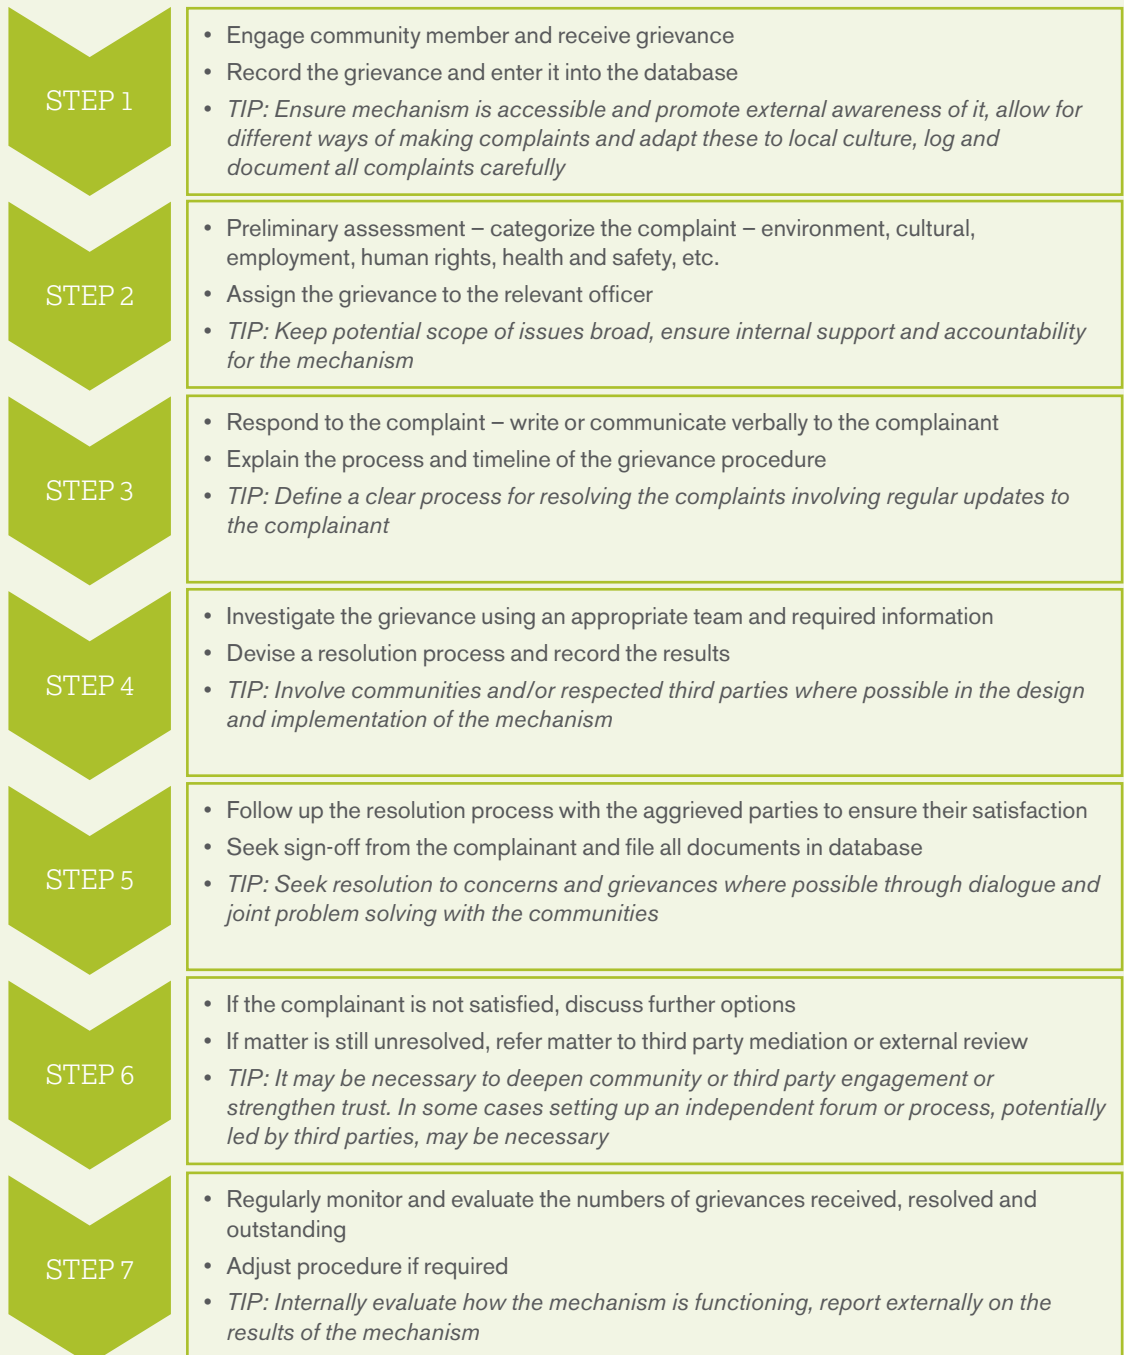 STEP 1
• Engage community member and receive grievance
• Record the grievance and enter it into the database
• TIP: Ensure mechanism is accessible and promote external awareness of it, allow for
different ways of making complaints and adapt these to local culture, log and
document all complaints carefully
STEP 2
• Preliminary assessment – categorize the complaint – environment, cultural,
employment, human rights, health and safety, etc.
• Assign the grievance to the relevant officer
• TIP: Keep potential scope of issues broad, ensure internal support and accountability
for the mechanism
STEP 3
• Respond to the complaint – write or communicate verbally to the complainant
• Explain the process and timeline of the grievance procedure
• TIP: Define a clear process for resolving the complaints involving regular updates to
the complainant
STEP 4
• Investigate the grievance using an appropriate team and required information
• Devise a resolution process and record the results
• TIP: Involve communities and/or respected third parties where possible in the design
and implementation of the mechanism
STEP 5
• Follow up the resolution process with the aggrieved parties to ensure their satisfaction
• Seek sign-off from the complainant and file all documents in database
• TIP: Seek resolution to concerns and grievances where possible through dialogue and
joint problem solving with the communities
STEP 6
• If the complainant is not satisfied, discuss further options
• If matter is still unresolved, refer matter to third party mediation or external review
• TIP: It may be necessary to deepen community or third party engagement or
strengthen trust. In some cases setting up an independent forum or process, potentially
led by third parties, may be necessary
STEP 7
• Regularly monitor and evaluate the numbers of grievances received, resolved and
outstanding
• Adjust procedure if required
• TIP: Internally evaluate how the mechanism is functioning, report externally on the
results of the mechanism